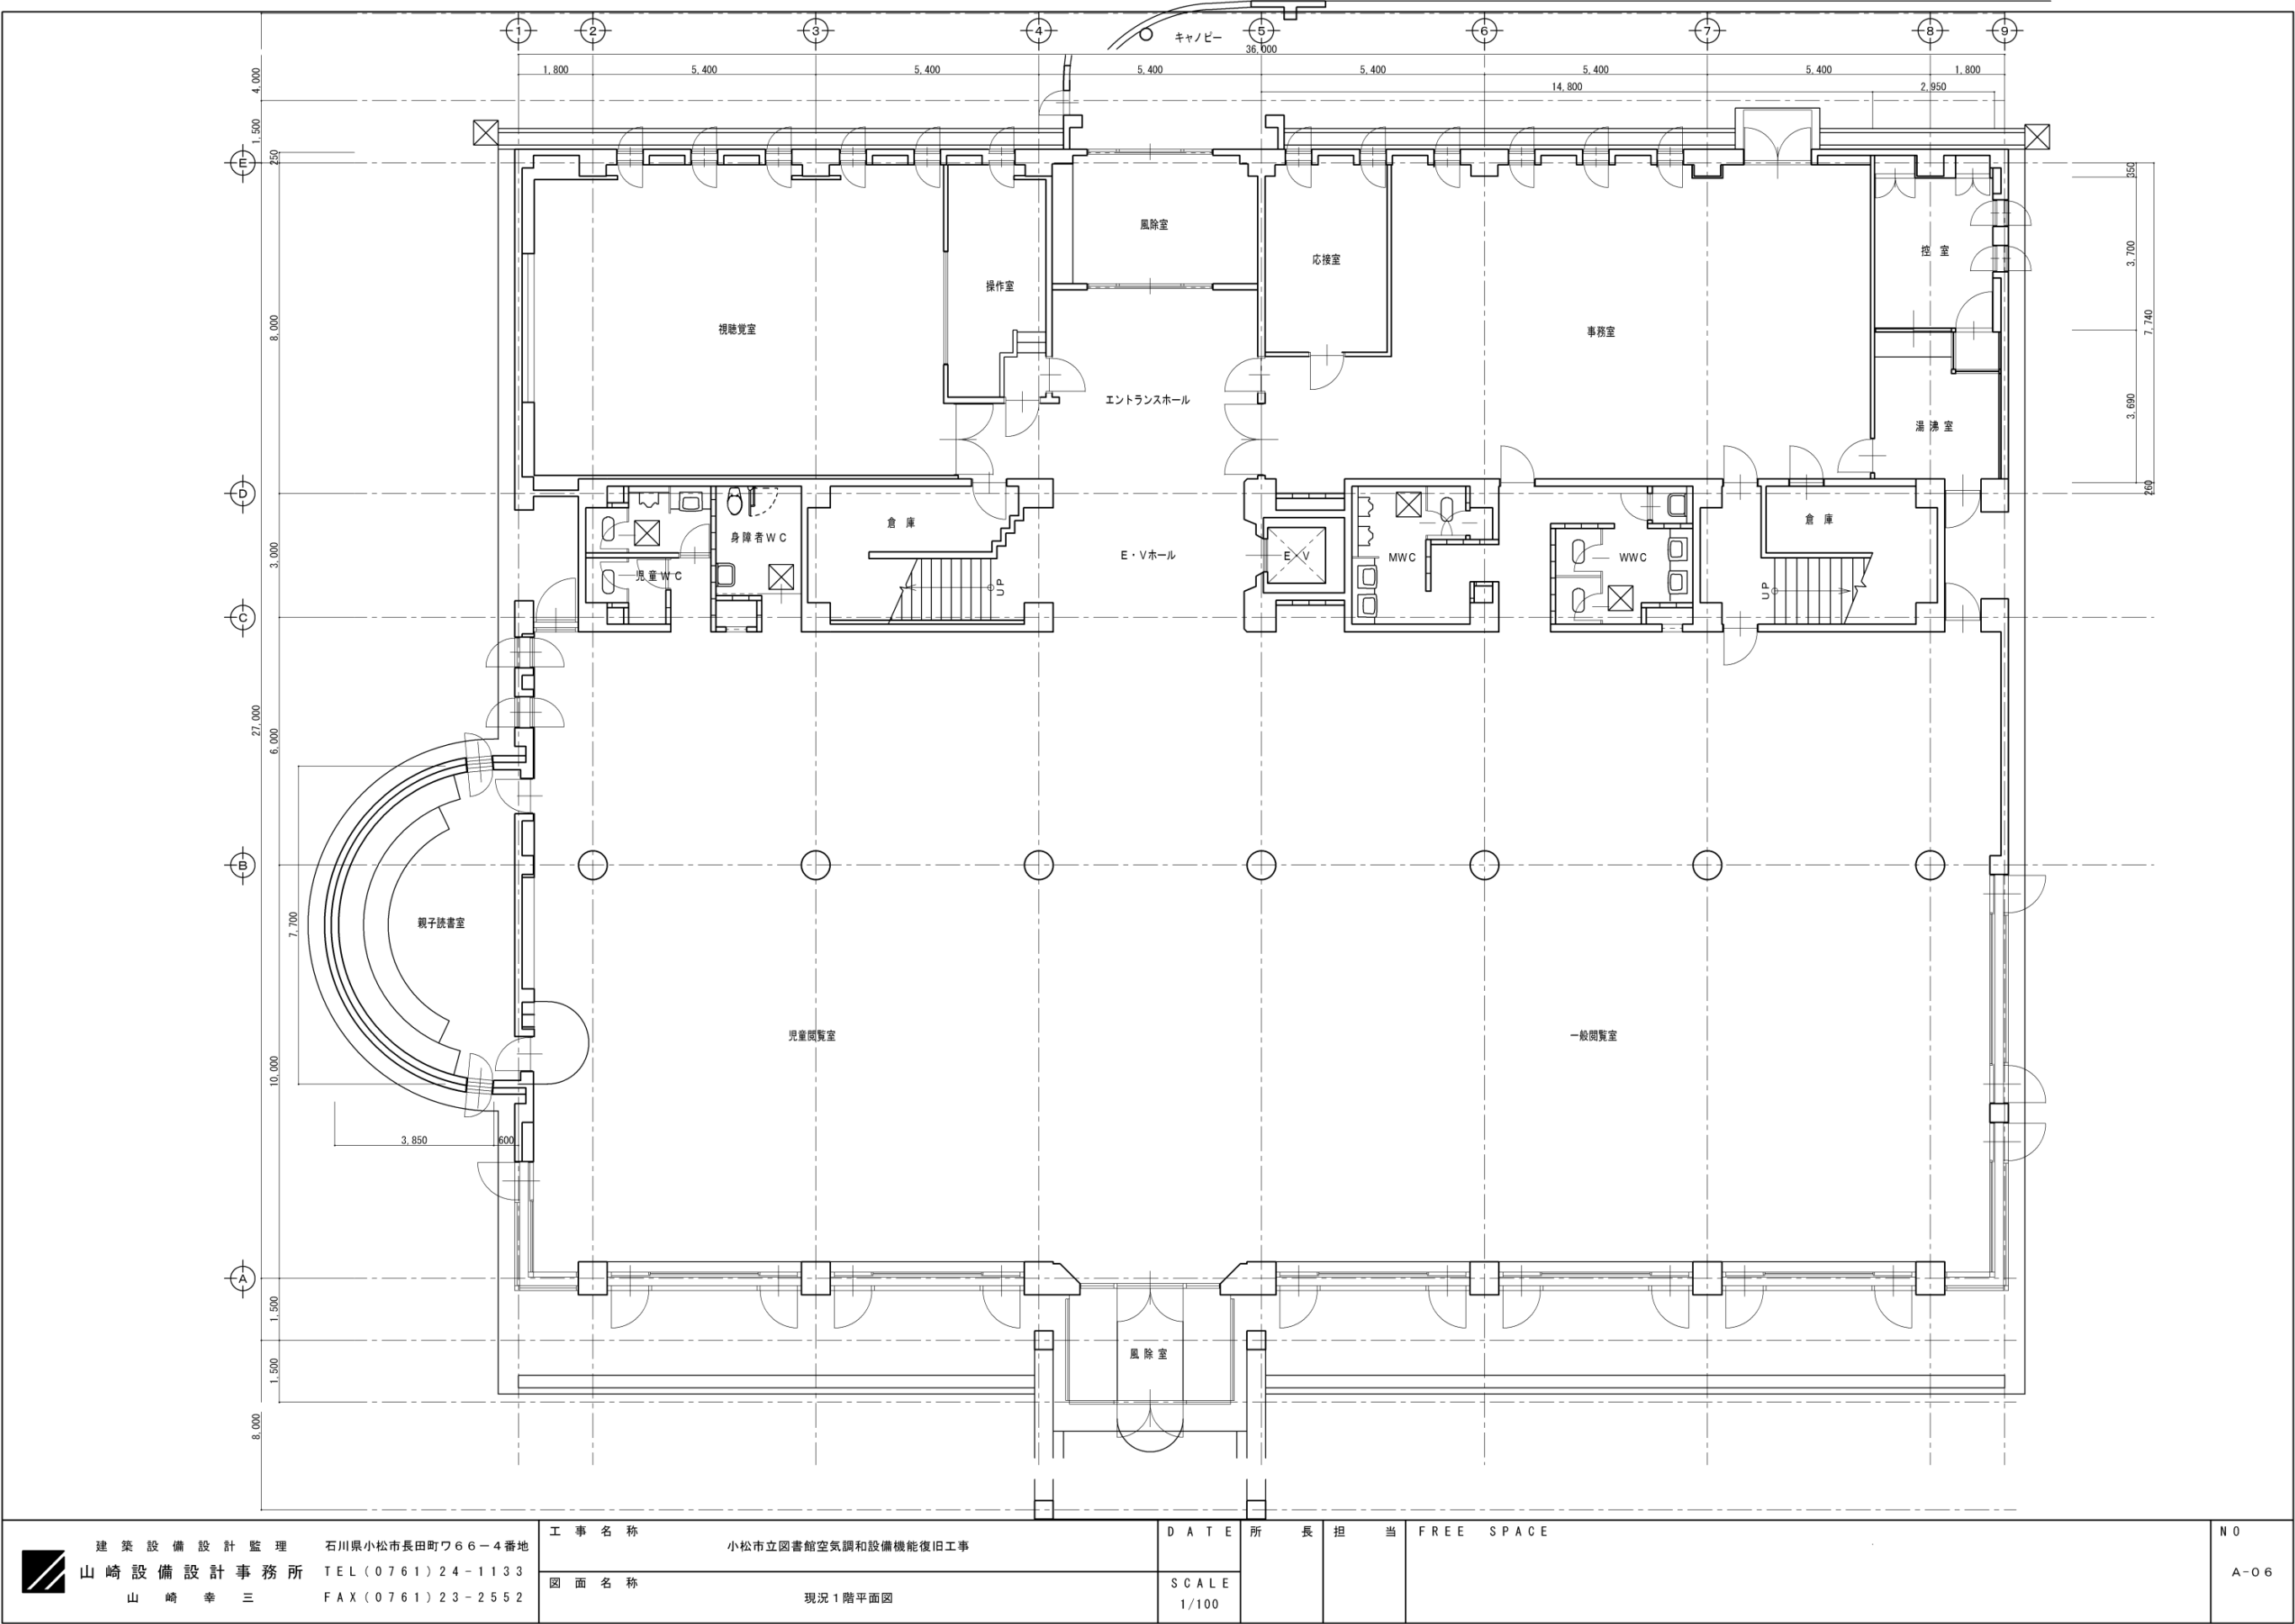 キャノピー
1 2 3 4 5 6 7 8 9
36,000
1,800 5,400 5,400 5,400 5,400 5,400 5,400 1,800
14,800 2,950
4,000
1,500
250
E
350
風除室
控 室
応接室
3,700
操作室
8,000
視聴覚室
事務室
7,740
エントランスホール
3,690
湯沸室
D
260
倉 庫
倉 庫
身障者WC
3,000
E・Vホール
E V
MWC
WWC
児童WC
UP
UP
C
27,000
6,000
B
7,700
親子読書室
児童閲覧室
一般閲覧室
10,000
3,850 600
A
1,500
風除室
1,500
8,000
建築設備設計監理
山崎設備設計事務所
山崎 幸三
石川県小松市長田町ワ66-4番地
TEL(0761)24-1133
FAX(0761)23-2552
工事名称
小松市立図書館空気調和設備機能復旧工事
図面名称
現況1階平面図
DATE
SCALE
1/100
所 長
担 当
FREE SPACE
NO
A-06